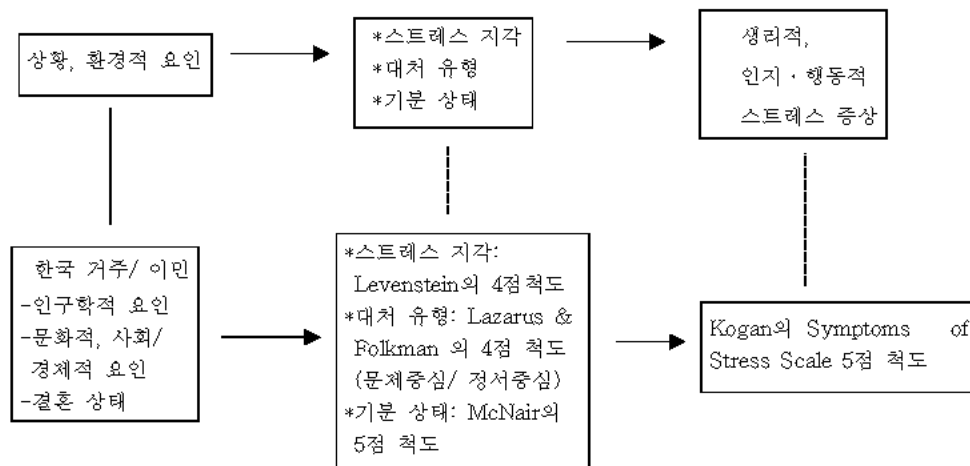 상황, 환경적 요인
*스트레스 지각
*대처 유형
*기분 상태
생리적,
인지·행동적
스트레스 증상
한국 거주/ 이민
-인구학적 요인
-문화적, 사회/
경제적 요인
-결혼 상태
*스트레스 지각:
Levenstein의 4점척도
*대처 유형: Lazarus &
Folkman 의 4점 척도
(문제중심/ 정서중심)
*기분 상태: McNair의
5점 척도
Kogan의 Symptoms of
Stress Scale 5점 척도